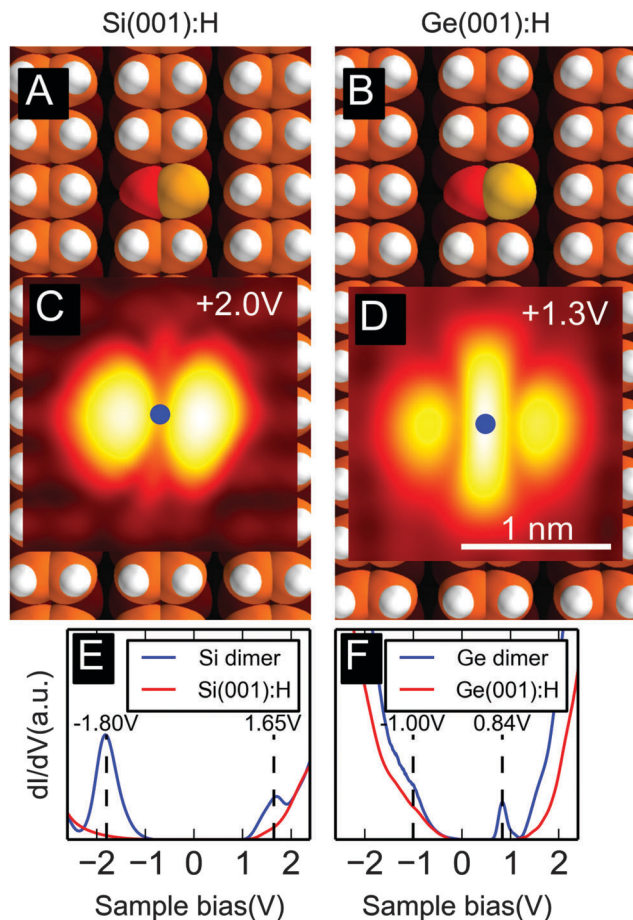 Si(001):H
Ge(001):H
A
B
C
+2.0V
D
+1.3V
1 nm
E
Si dimer
Si(001):H
-1.80V
1.65V
F
Ge dimer
Ge(001):H
-1.00V
0.84V
dI/dV(a.u.)
−2 −1 0 1 2
−2 −1 0 1 2
Sample bias(V)
Sample bias(V)